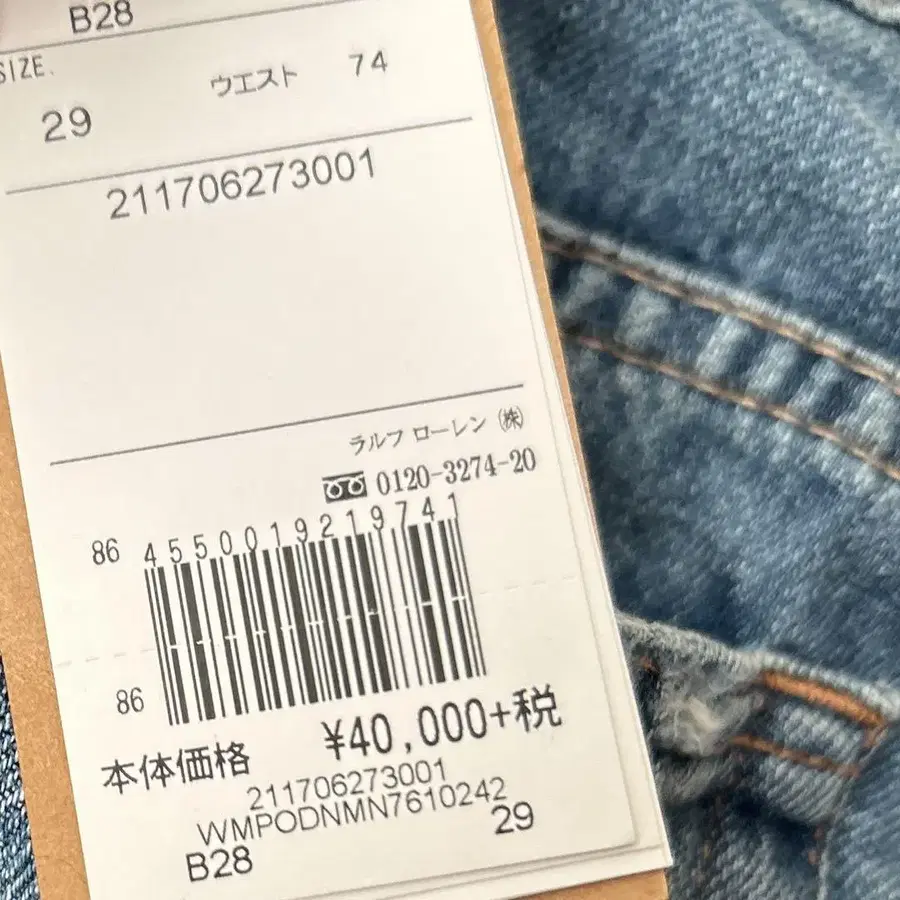 B28
SIZE.
ウエスト 74
29
211706273001
ラルフ ローレン ㈱
0120-3274-20
86 4550019219741
86
本体価格 ¥40,000+税
211706273001
WMPODNMN7610242
B28 29